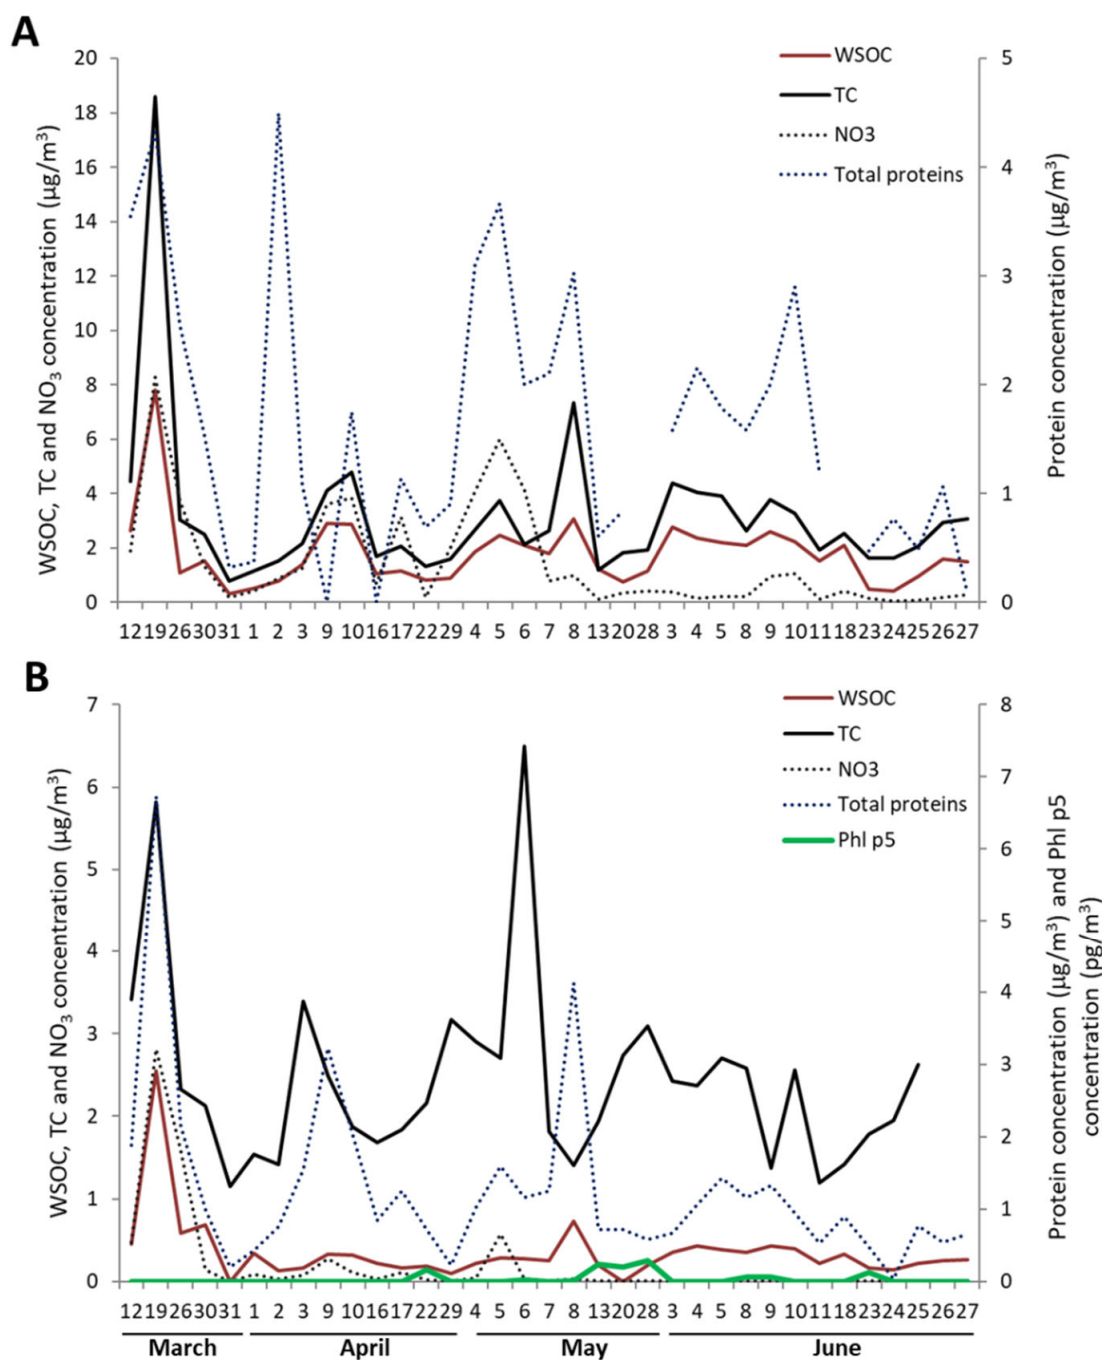 A
WSOC, TC and NO3 concentration (µg/m³)
20
18
16
14
12
10
8
6
4
2
0
WSOC
TC
NO3
Total proteins
5
4
3
2
1
0
Protein concentration (µg/m³)
12 19 26 30 31 1 2 3 9 10 16 17 22 29 4 5 6 7 8 13 20 28 3 4 5 8 9 10 11 18 23 24 25 26 27
B
WSOC, TC and NO3 concentration (µg/m³)
7
6
5
4
3
2
1
0
WSOC
TC
NO3
Total proteins
Phl p5
8
7
6
5
4
3
2
1
0
Protein concentration (µg/m³) and Phl p5
concentration (pg/m³)
12 19 26 30 31 1 2 3 9 10 16 17 22 29 4 5 6 7 8 13 20 28 3 4 5 8 9 10 11 18 23 24 25 26 27
March April May June